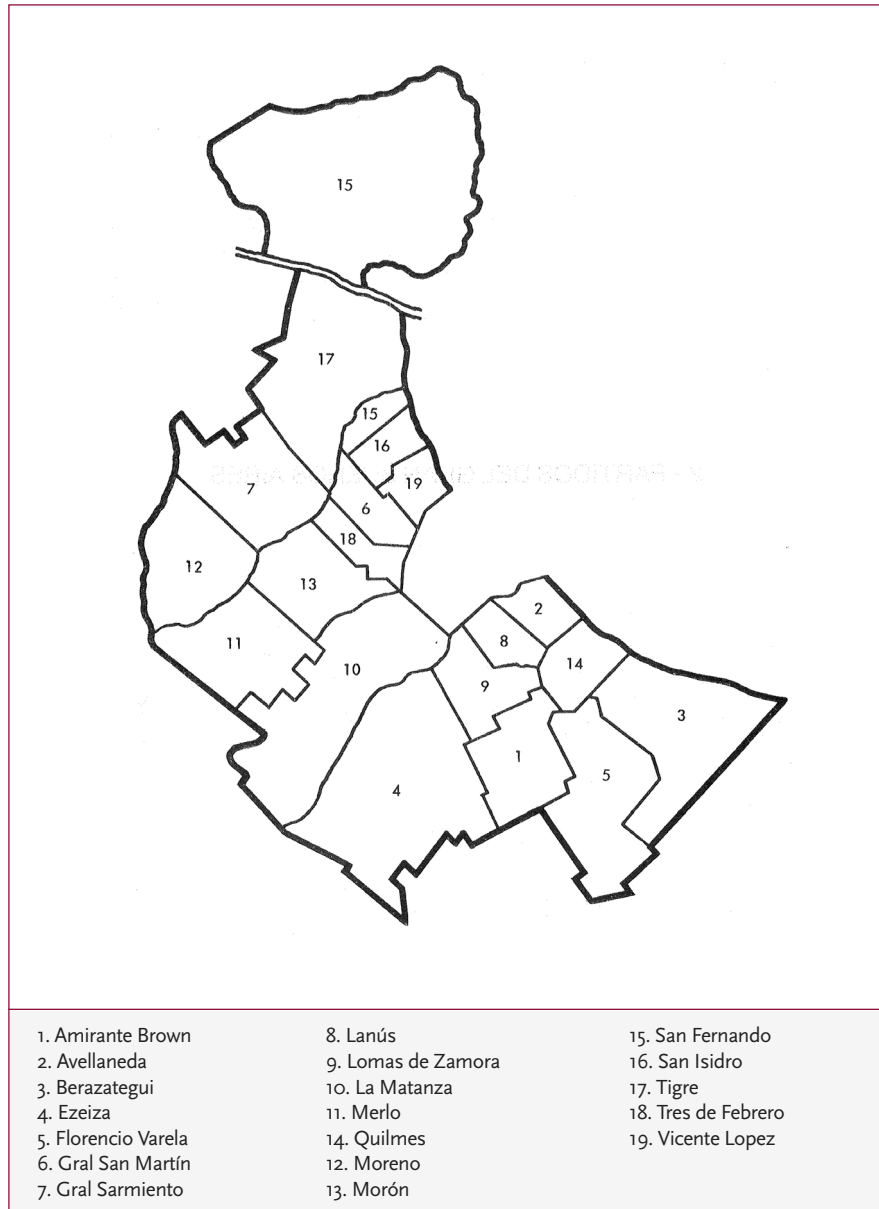 15
17
15
16
19
7
6
18
12
13
2
8
11
14
10
9
3
1
5
4
1. Amirante Brown
2. Avellaneda
3. Berazategui
4. Ezeiza
5. Florencio Varela
6. Gral San Martín
7. Gral Sarmiento
8. Lanús
9. Lomas de Zamora
10. La Matanza
11. Merlo
14. Quilmes
12. Moreno
13. Morón
15. San Fernando
16. San Isidro
17. Tigre
18. Tres de Febrero
19. Vicente Lopez